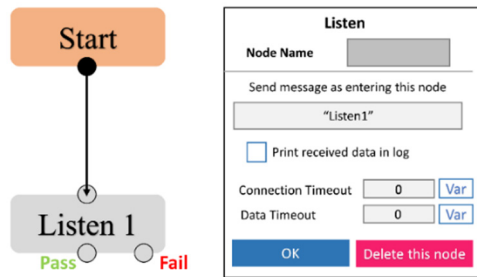 Start
Listen 1
Pass
Fail
Listen
Node Name
Send message as entering this node
“Listen1”
Print received data in log
Connection Timeout 0 Var
Data Timeout 0 Var
OK Delete this node